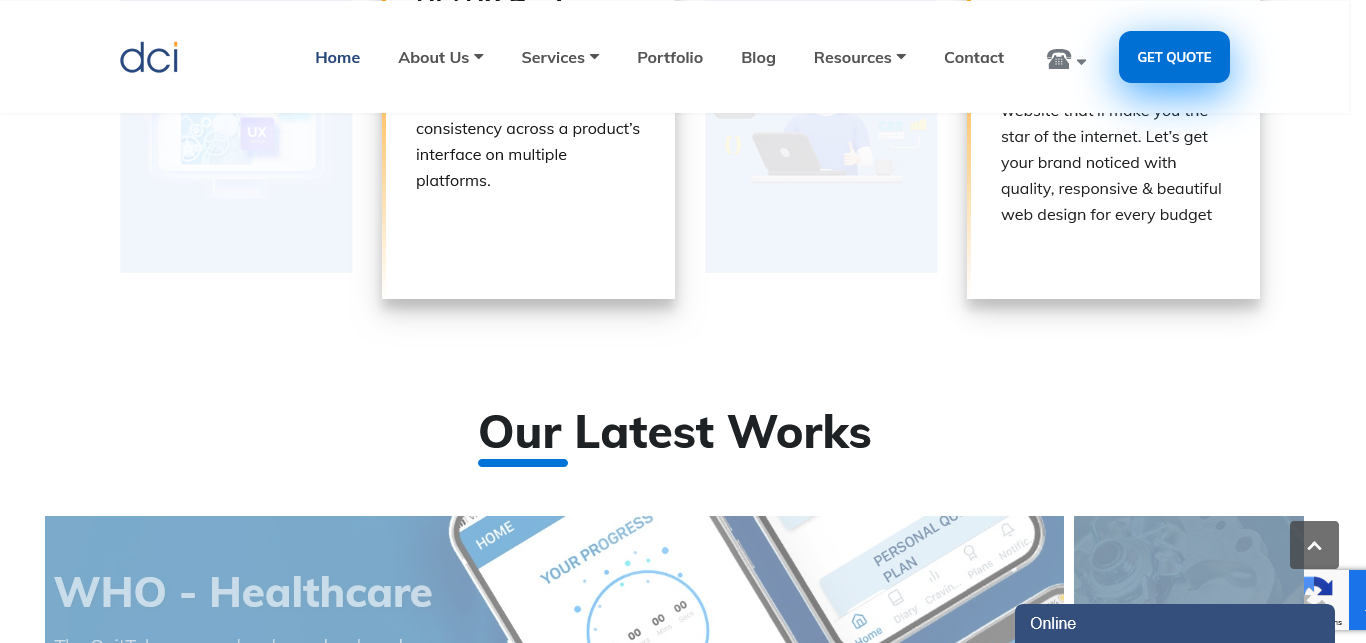 dci
Home
About Us
Services
Portfolio
Blog
Resources
Contact
GET QUOTE
UX
consistency across a product's
interface on multiple
platforms.
website that'll make you the
star of the internet. Let's get
your brand noticed with
quality, responsive & beautiful
web design for every budget
Our Latest Works
WHO - Healthcare
HOME
YOUR PROGRESS
00
00
00
Mins
Secs
PERSONAL
PLAN
Home
Diary
Plans
Online